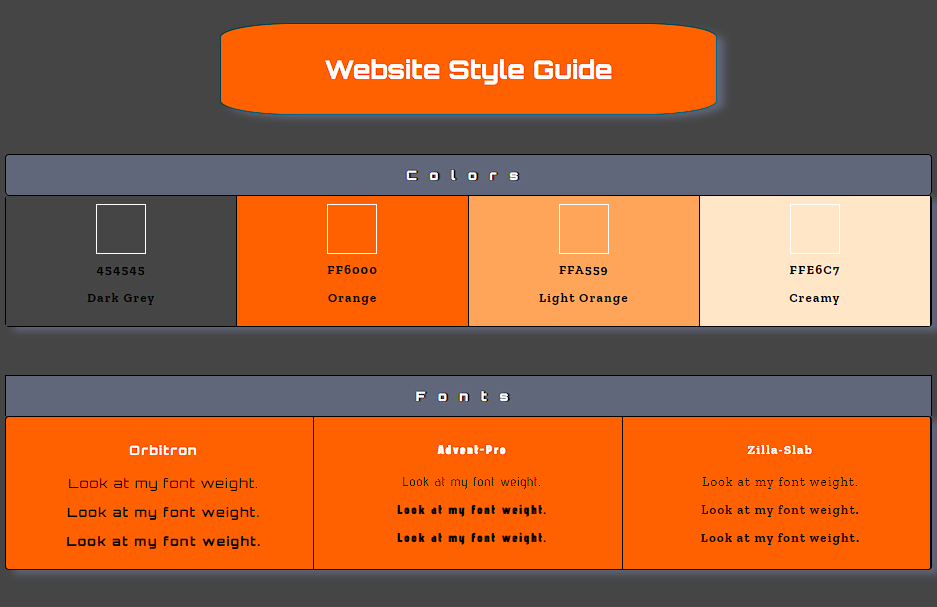 Website Style Guide
Colors
454545
Dark Grey
FF6000
Orange
FFA559
Light Orange
FFE6C7
Creamy
Fonts
Orbitron
Look at my font weight.
Look at my font weight.
Look at my font weight.
Advent-Pro
Look at my font weight.
Look at my font weight.
Look at my font weight.
Zilla-Slab
Look at my font weight.
Look at my font weight.
Look at my font weight.